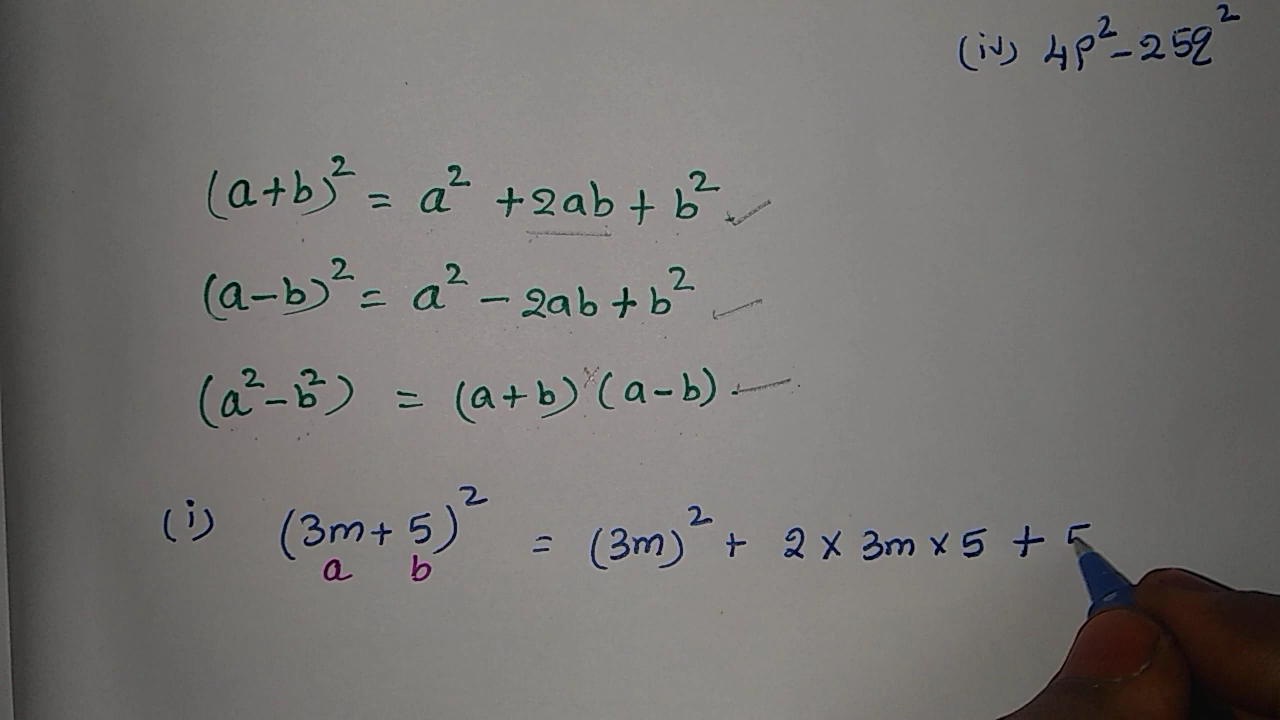 (iv) 4p² - 25q²
(a+b)² = a² + 2ab + b²
(a-b)² = a² - 2ab + b²
(a² - b²) = (a+b) × (a-b)
(i) (3m + 5)² = (3m)² + 2 × 3m × 5 + 5
a b